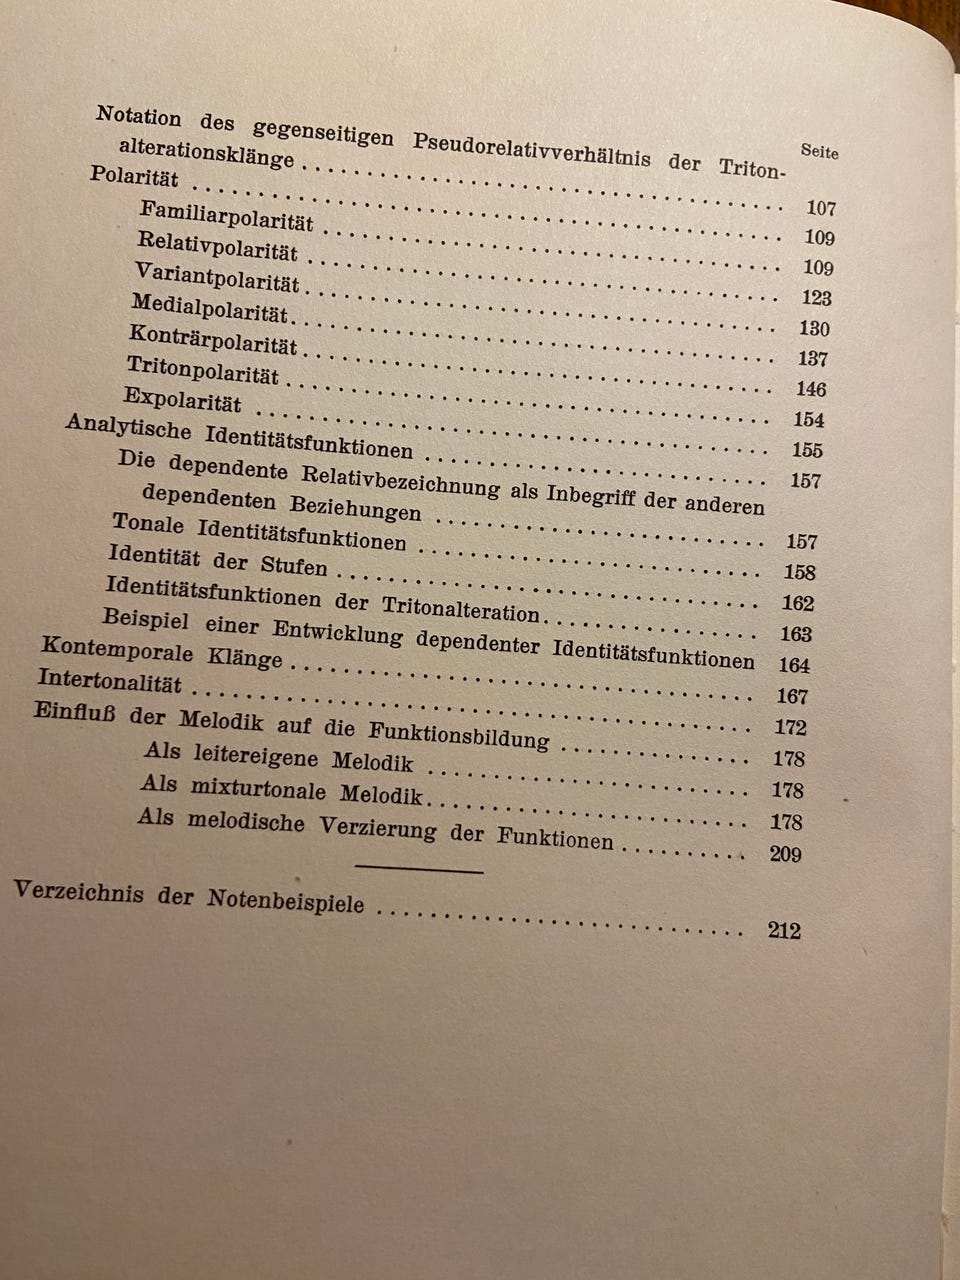 Seite
Notation des gegenseitigen Pseudorelativverhältnis der Triton-
alterationsklänge . . . . . . . . . . . . . . . . . . . . . . . . . . . . . . 107
Polarität . . . . . . . . . . . . . . . . . . . . . . . . . . . . . . 109
Familiarpolarität . . . . . . . . . . . . . . . . . . . . . . . . . . . . . . 109
Relativpolarität . . . . . . . . . . . . . . . . . . . . . . . . . . . . . . 123
Variantpolarität . . . . . . . . . . . . . . . . . . . . . . . . . . . . . . 130
Medialpolarität . . . . . . . . . . . . . . . . . . . . . . . . . . . . . . 137
Konträrpolarität . . . . . . . . . . . . . . . . . . . . . . . . . . . . . . 146
Tritonpolarität . . . . . . . . . . . . . . . . . . . . . . . . . . . . . . 154
Expolarität . . . . . . . . . . . . . . . . . . . . . . . . . . . . . . 155
Analytische Identitätsfunktionen . . . . . . . . . . . . . . . . . . . . 157
Die dependente Relativbezeichnung als Inbegriff der anderen
dependenten Beziehungen . . . . . . . . . . . . . . . . . . . . 157
Tonale Identitätsfunktionen . . . . . . . . . . . . . . . . . . . . 158
Identität der Stufen . . . . . . . . . . . . . . . . . . . . 162
Identitätsfunktionen der Tritonalteration . . . . . . . . . . . . . . 163
Beispiel einer Entwicklung dependenter Identitätsfunktionen 164
Kontemporale Klänge . . . . . . . . . . . . . . . . . . . . 167
Intertonalität . . . . . . . . . . . . . . . . . . . . 172
Einfluß der Melodik auf die Funktionsbildung . . . . . . . . . . . . 178
Als leitereigene Melodik . . . . . . . . . . . . . . . . . . . . 178
Als mixturtonale Melodik . . . . . . . . . . . . . . . . . . . . 178
Als melodische Verzierung der Funktionen . . . . . . . . . . 209
Verzeichnis der Notenbeispiele . . . . . . . . . . . . . . . . . . . . 212